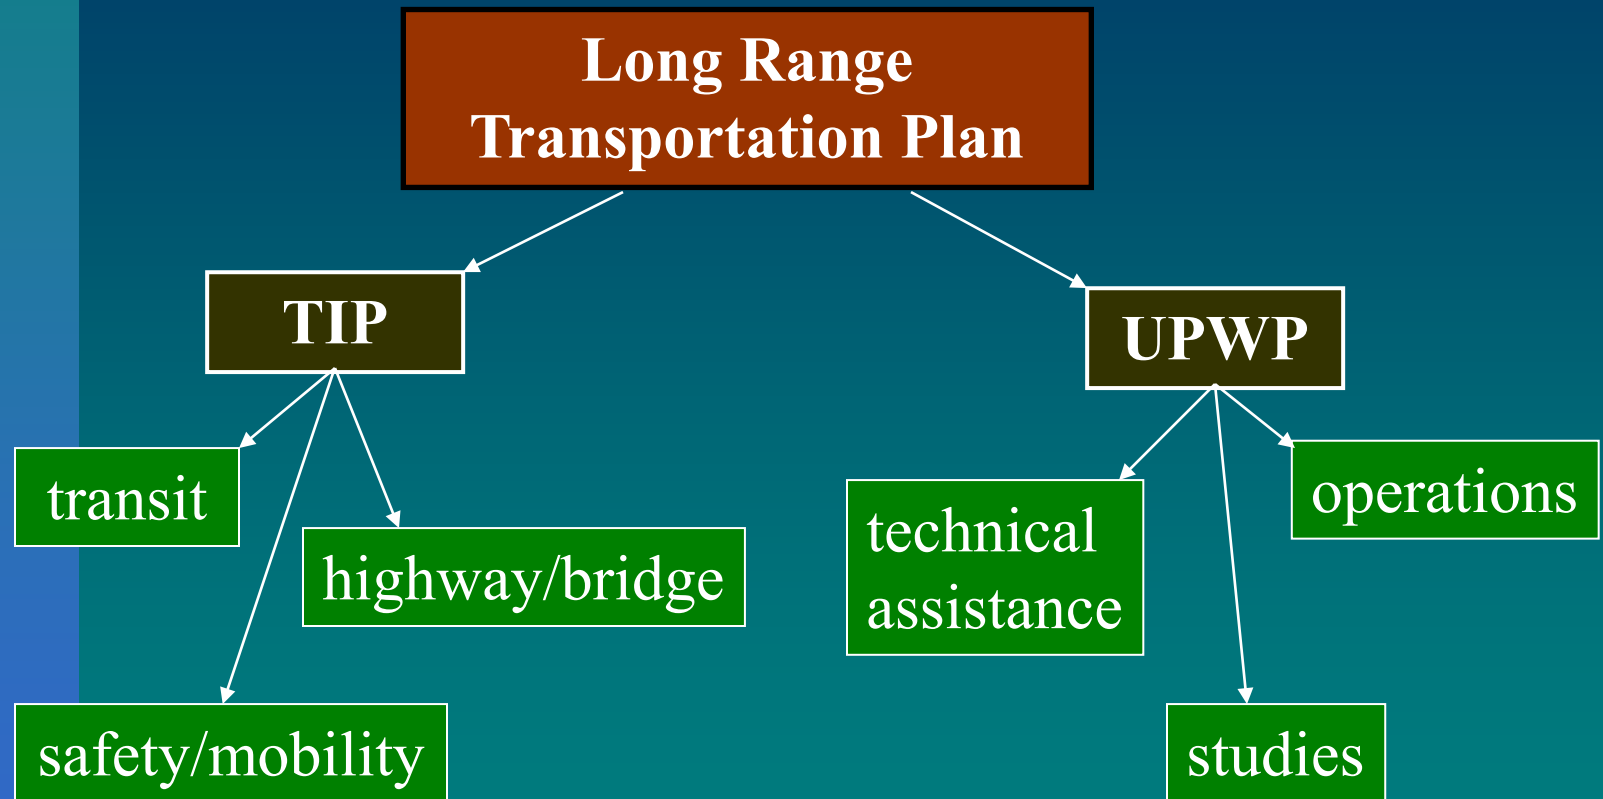 Long Range
Transportation Plan
TIP
UPWP
transit
operations
highway/bridge
technical
assistance
safety/mobility
studies